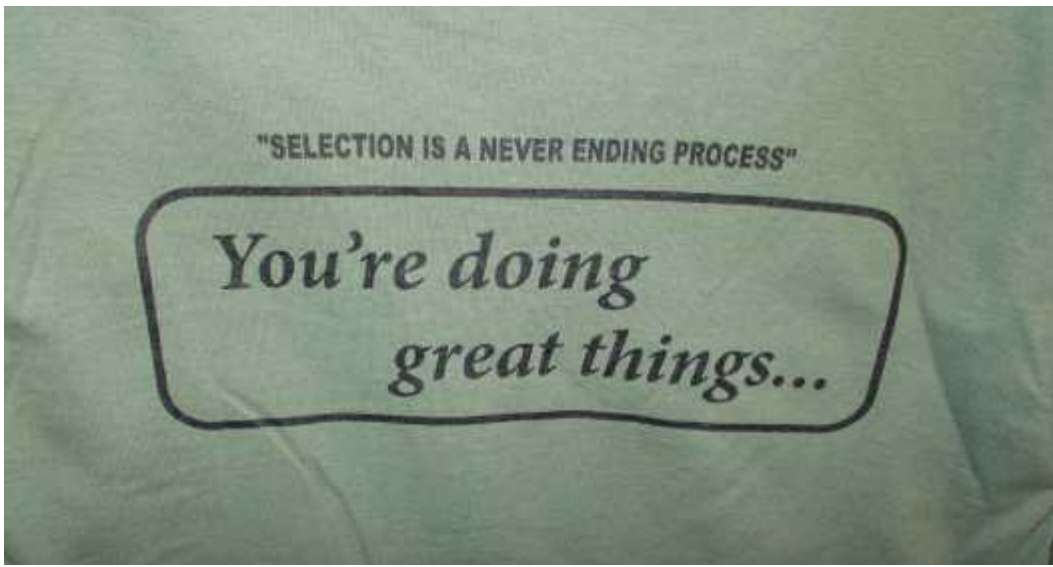 "SELECTION IS A NEVER ENDING PROCESS"
You're doing
great things...